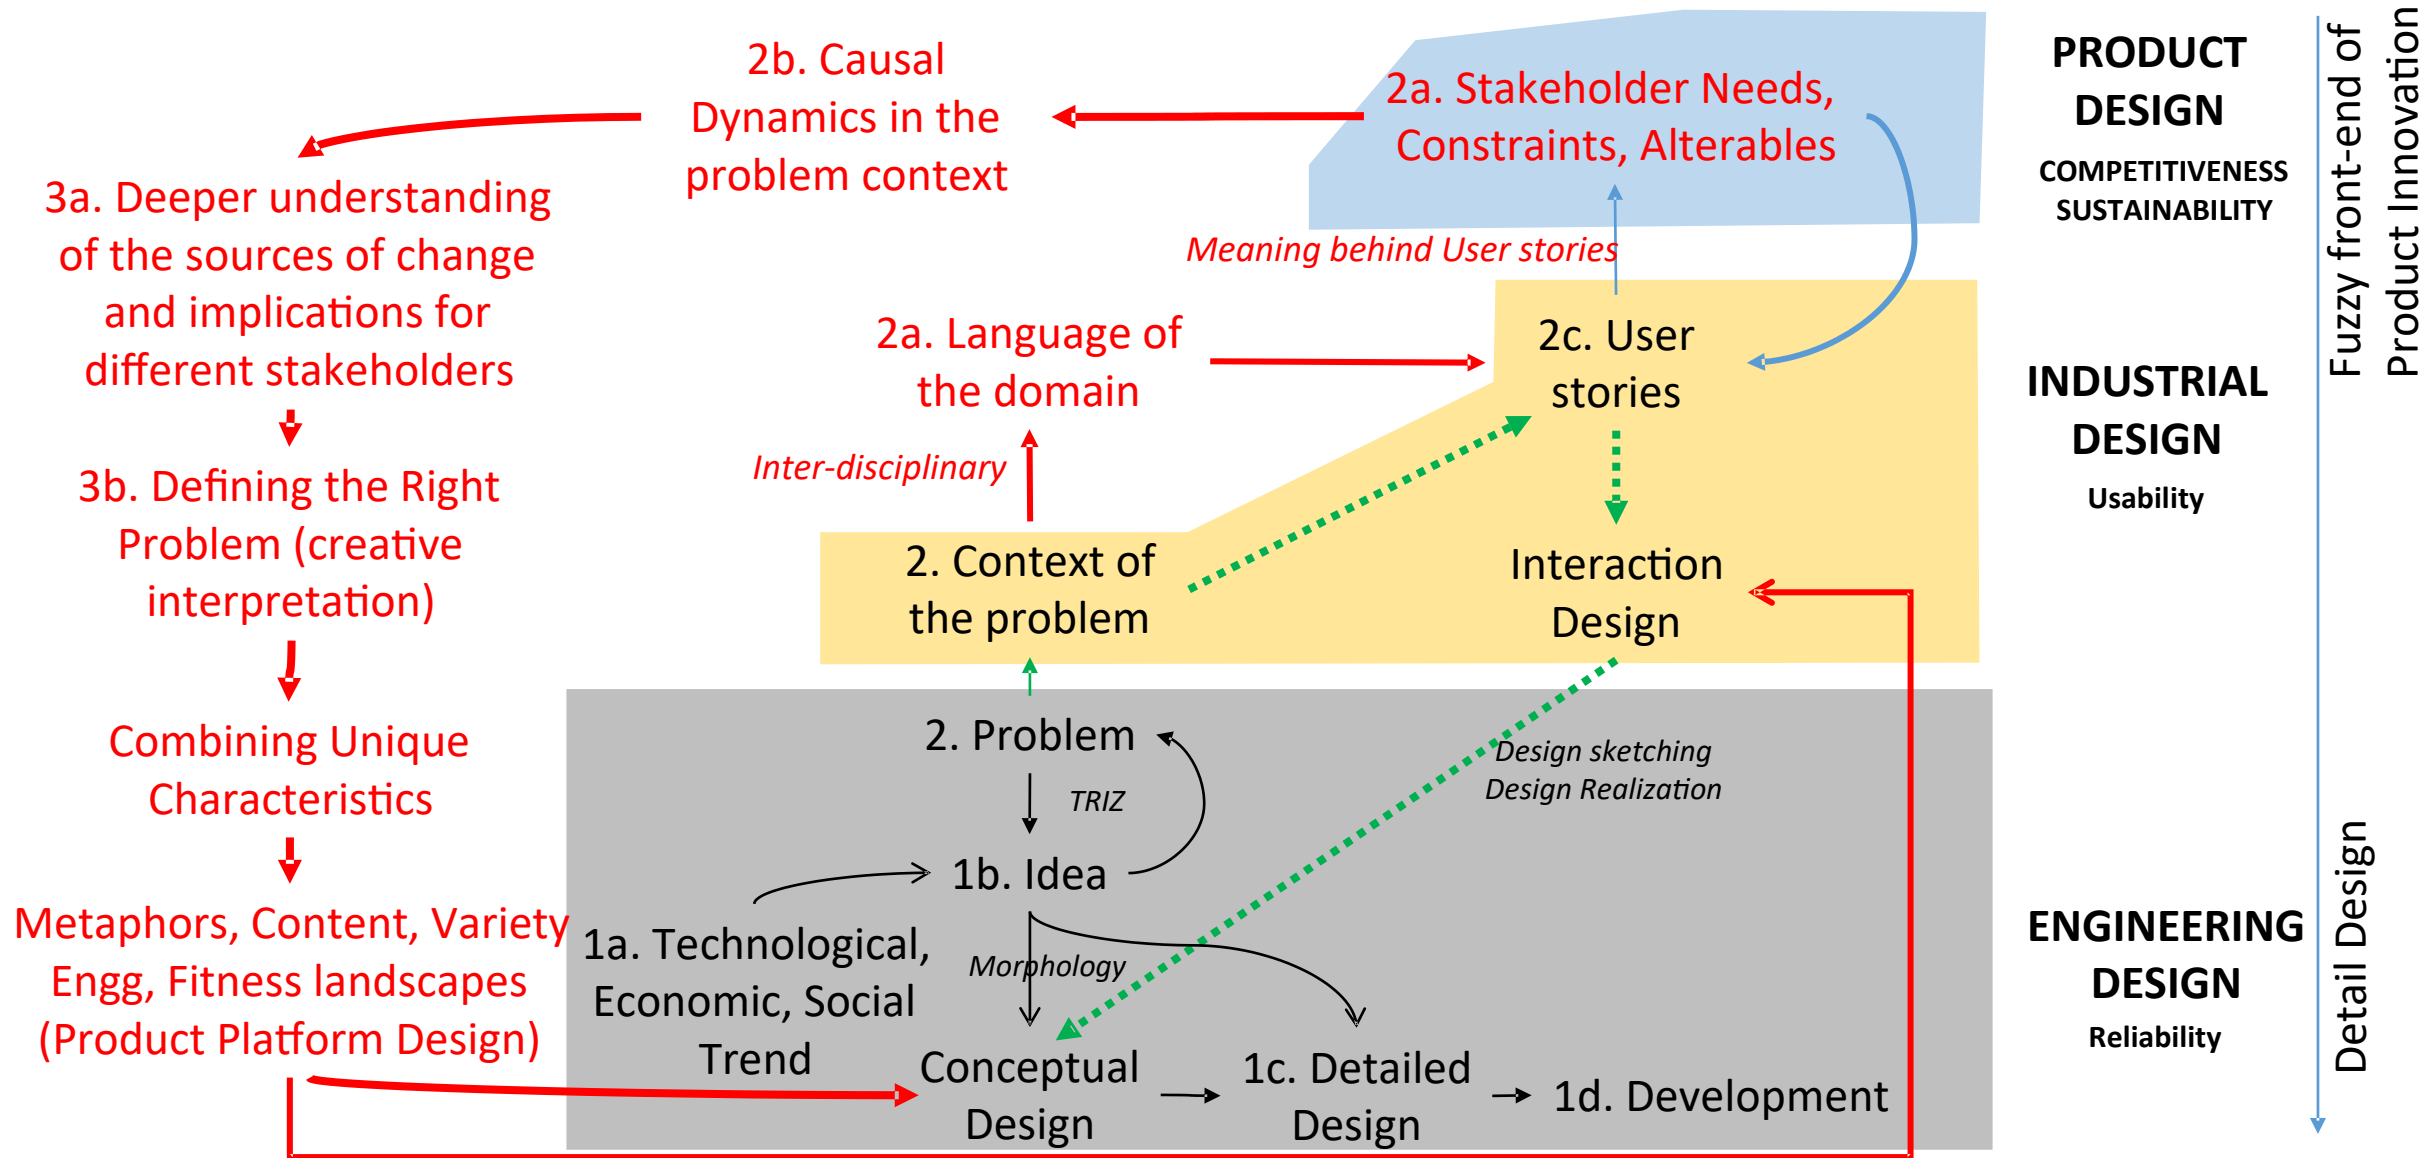 2b. Causal
Dynamics in the
problem context
2a. Stakeholder Needs,
Constraints, Alterables
PRODUCT
DESIGN
COMPETITIVENESS
SUSTAINABILITY
Fuzzy front-end of
Product Innovation
3a. Deeper understanding
of the sources of change
and implications for
different stakeholders
Meaning behind User stories
2a. Language of
the domain
2c. User
stories
INDUSTRIAL
DESIGN
Usability
Inter-disciplinary
3b. Defining the Right
Problem (creative
interpretation)
2. Context of
the problem
Interaction
Design
Combining Unique
Characteristics
2. Problem
TRIZ
Design sketching
Design Realization
1b. Idea
Metaphors, Content, Variety
Engg, Fitness landscapes
(Product Platform Design)
1a. Technological,
Economic, Social
Trend
Morphology
Conceptual
Design
1c. Detailed
Design
1d. Development
ENGINEERING
DESIGN
Reliability
Detail Design